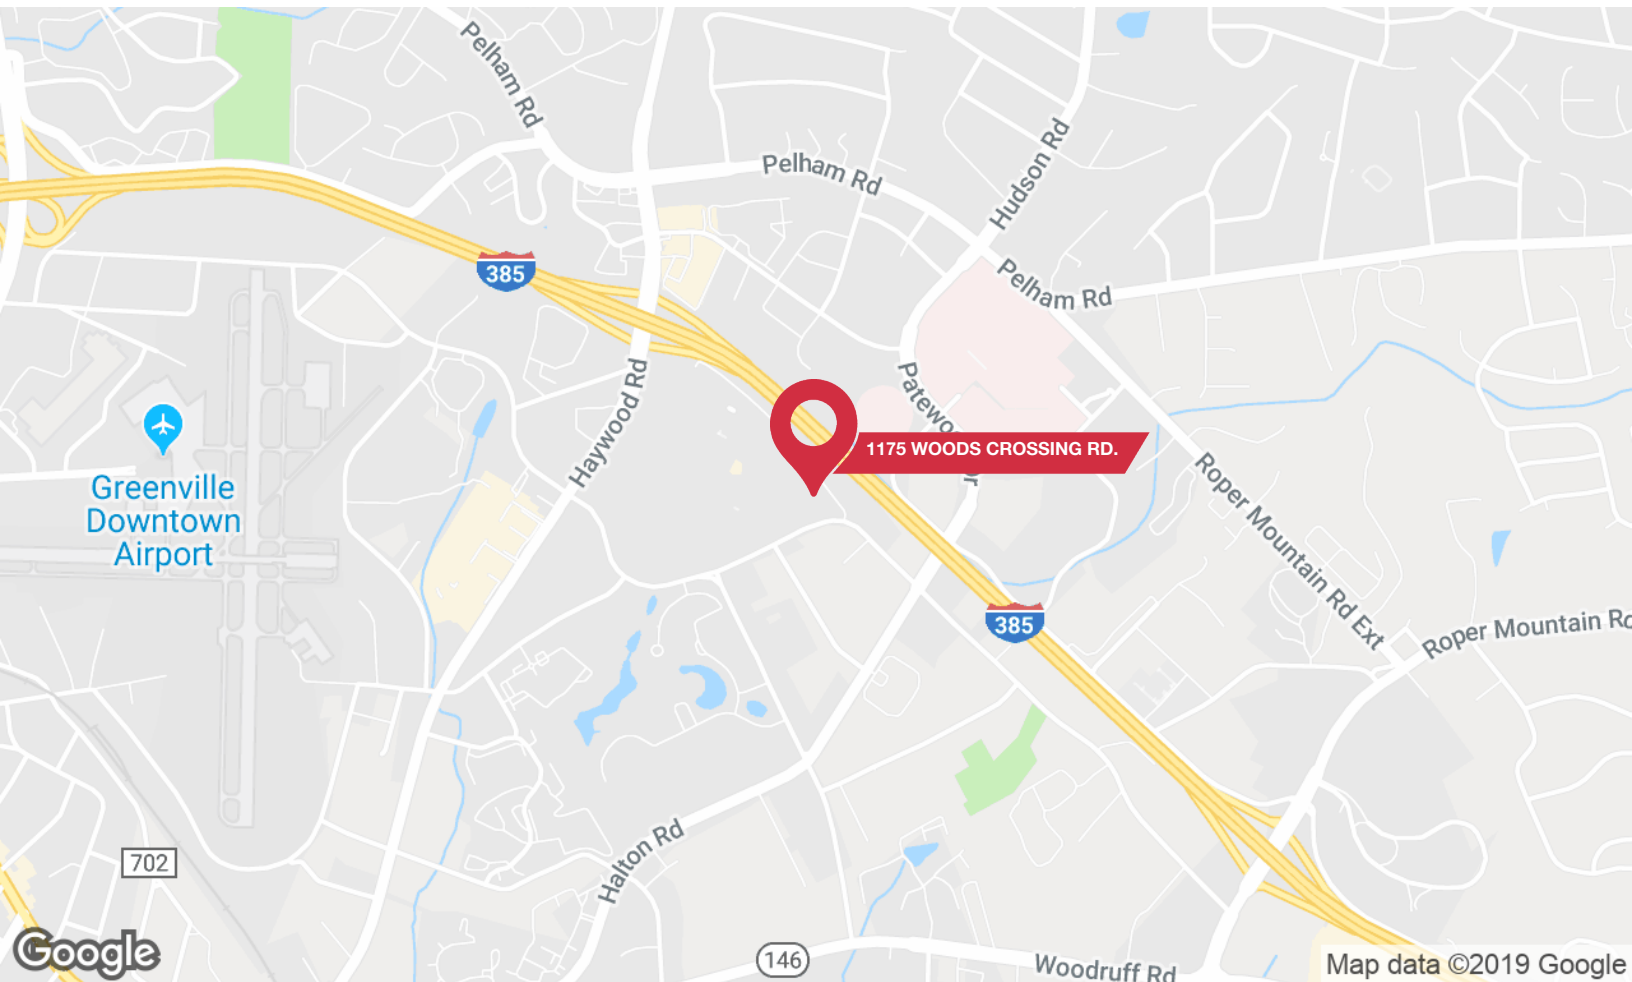 Pelham Rd
Pelham Rd
Hudson Rd
385
Pelham Rd
Haywood Rd
1175 WOODS CROSSING RD.
Greenville
Downtown
Airport
Roper Mountain Rd Ext
385
Roper Mountain
702
Halton Rd
146
Woodruff Rd
Google
Map data ©2019 Google